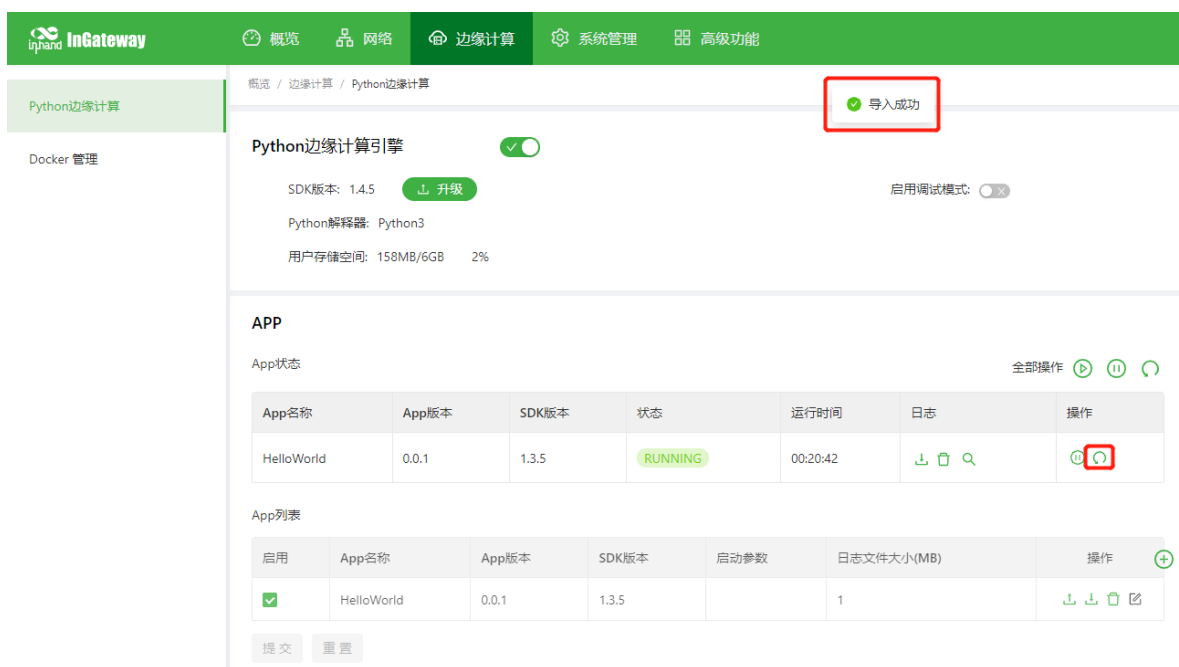 inhand InGateway 概览 网络 边缘计算 系统管理 高级功能
概览 / 边缘计算 / Python边缘计算
导入成功
Python边缘计算
Docker 管理
Python边缘计算引擎
SDK版本: 1.4.5 升级 启用调试模式:
Python解释器: Python3
用户存储空间: 158MB/6GB 2%
APP
App状态 全部操作
App名称 App版本 SDK版本 状态 运行时间 日志 操作
HelloWorld 0.0.1 1.3.5 RUNNING 00:20:42
App列表
启用 App名称 App版本 SDK版本 启动参数 日志文件大小(MB) 操作
HelloWorld 0.0.1 1.3.5 1
提交 重置